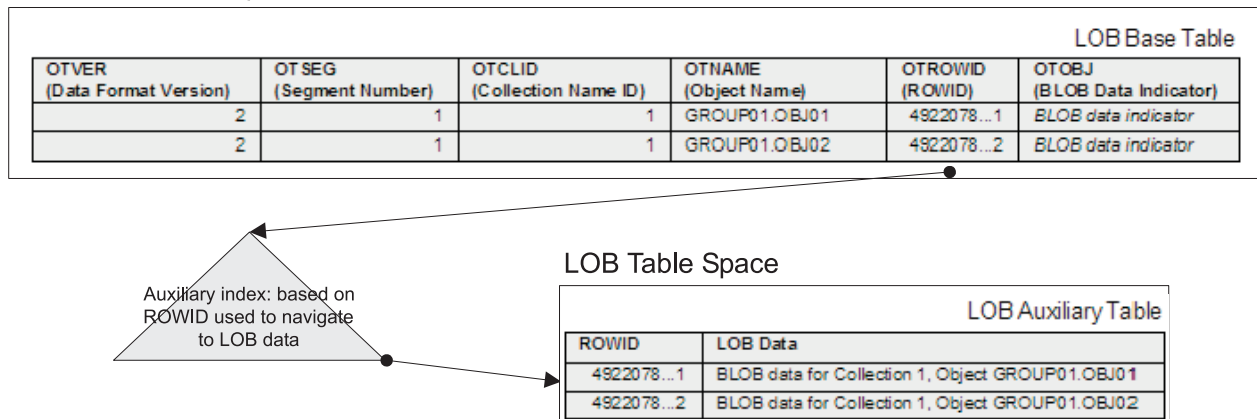 LOB Base Table
OTVER OTSEG OTCLID OTNAME OTROWID OTOBJ
(Data Format Version) (Segment Number) (Collection Name ID) (Object Name) (ROWID) (BLOB Data Indicator)
2 1 1 GROUP01.OBJ01 4922078...1 BLOB data indicator
2 1 1 GROUP01.OBJ02 4922078...2 BLOB data indicator
Auxiliary index: based on
ROWID used to navigate
to LOB data
LOB Table Space
LOB Auxiliary Table
ROWID LOB Data
4922078...1 BLOB data for Collection 1, Object GROUP01.OBJ01
4922078...2 BLOB data for Collection 1, Object GROUP01.OBJ02